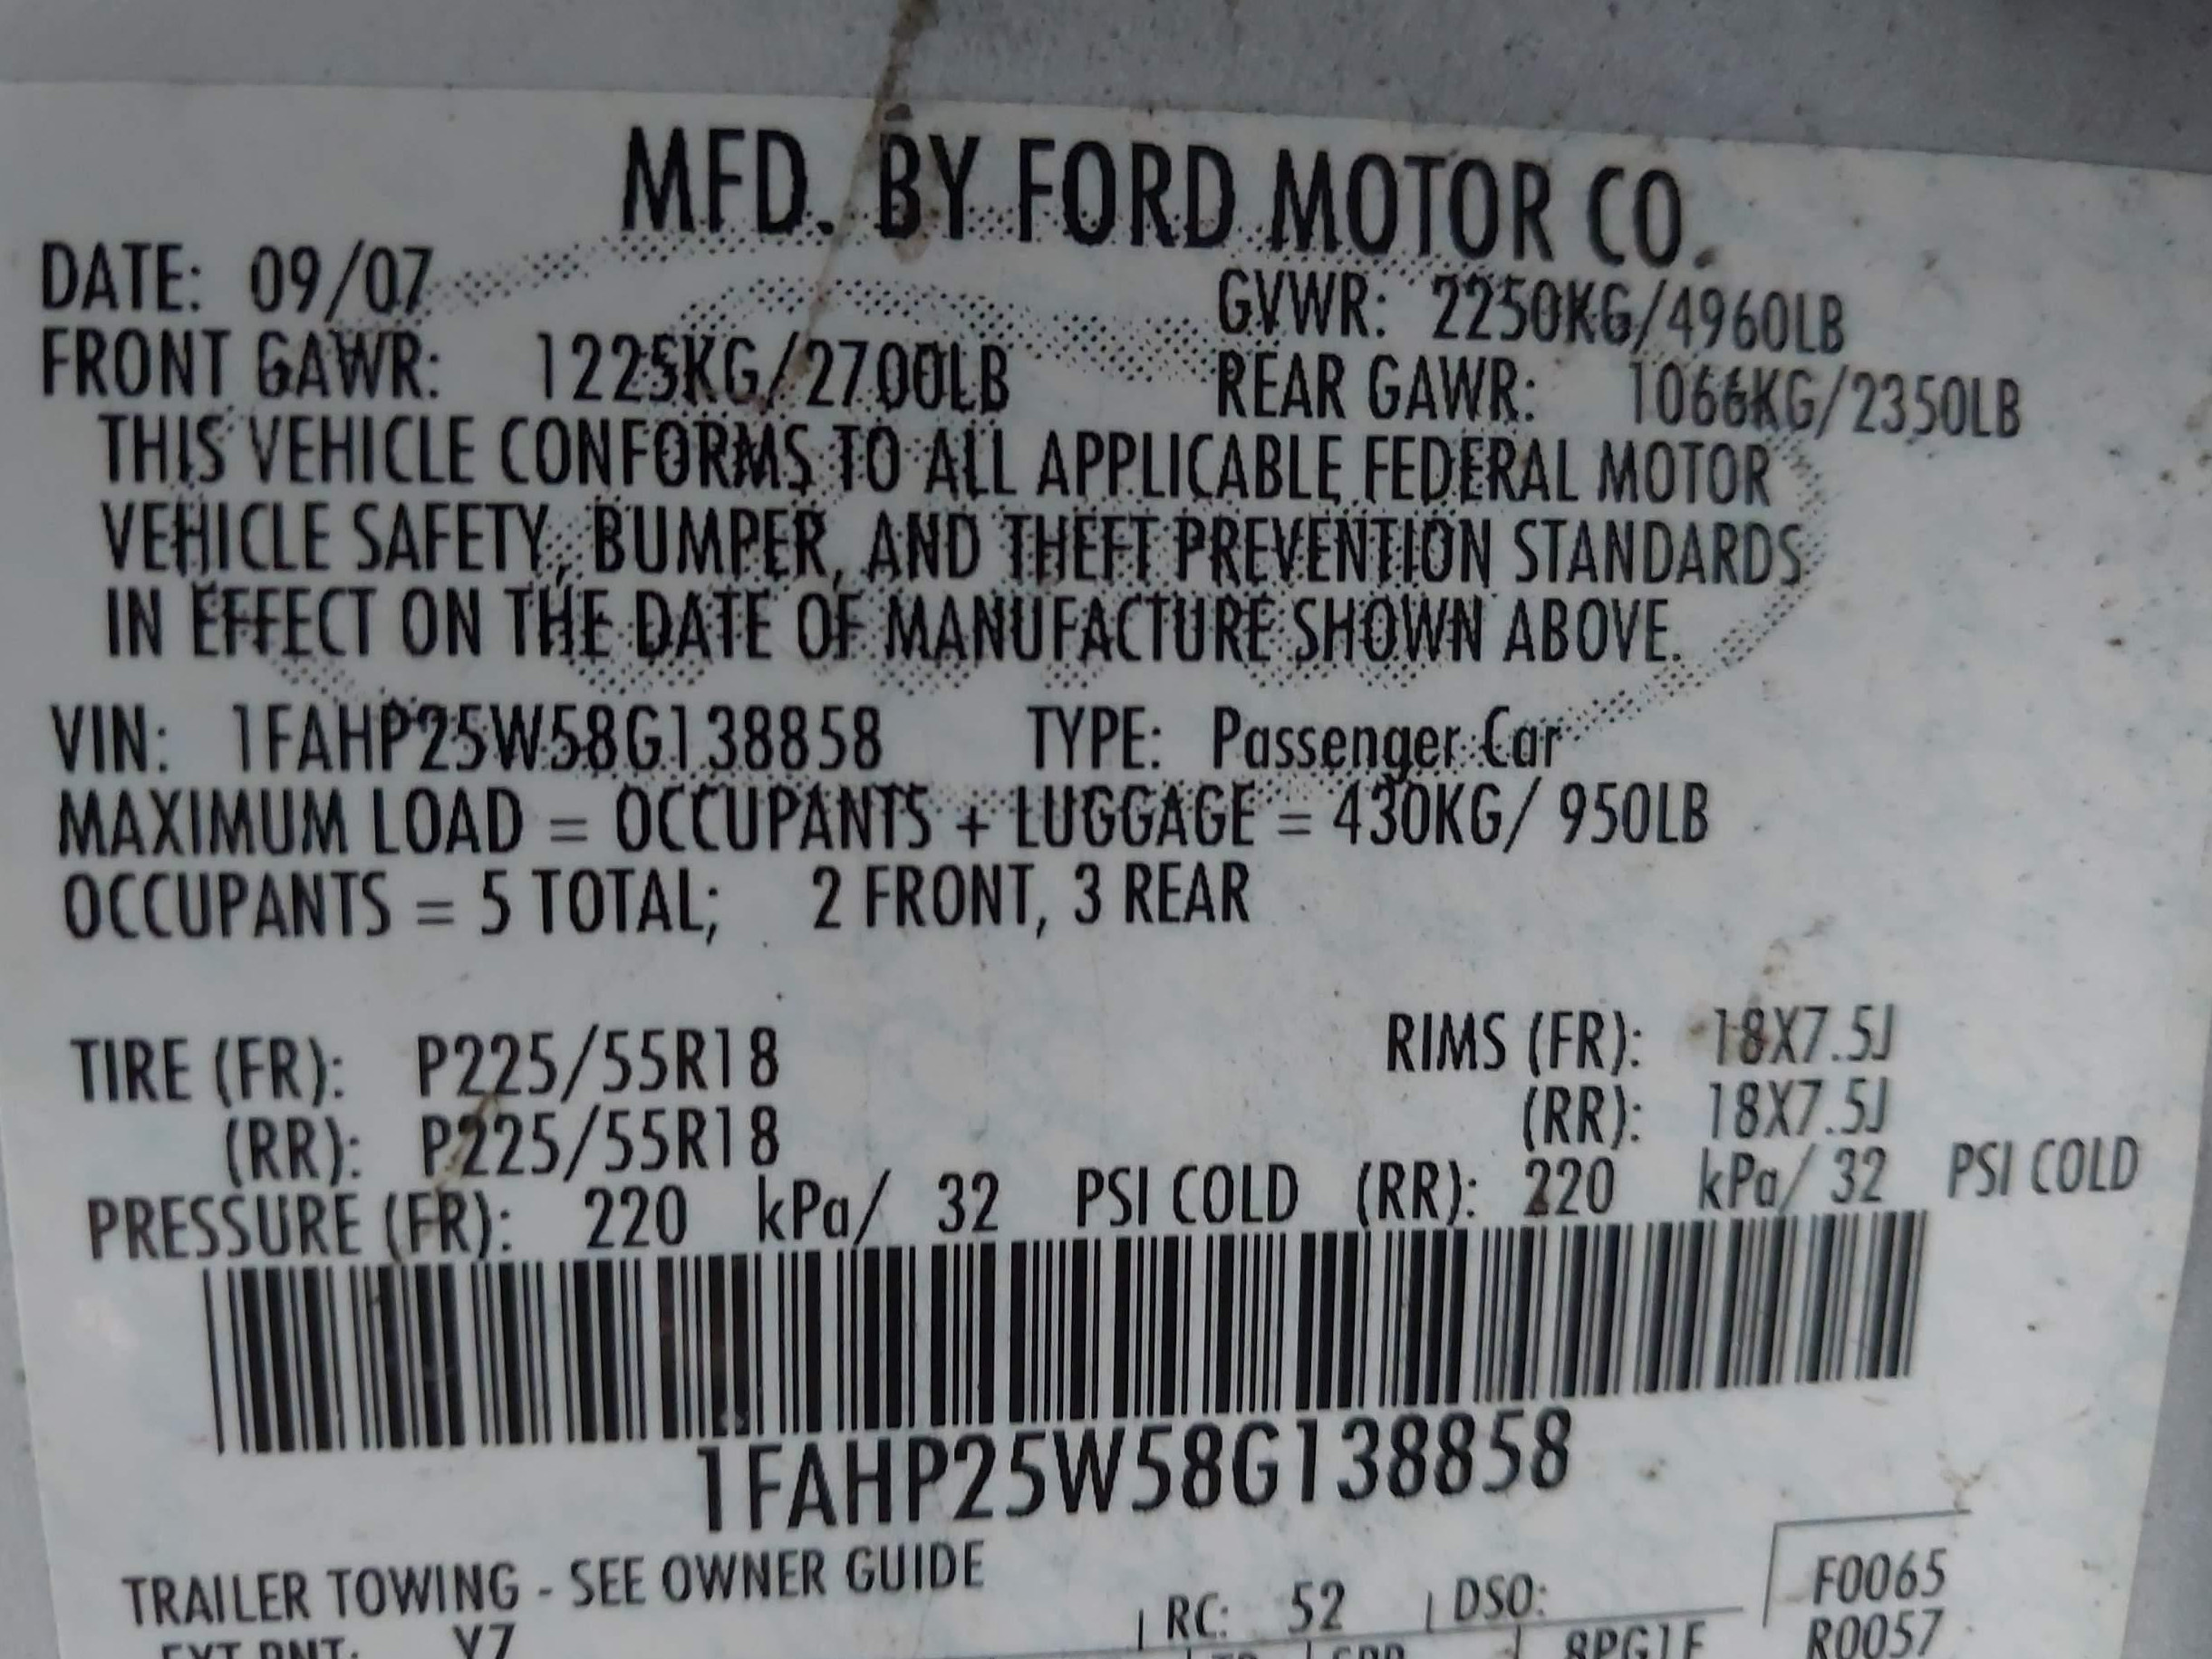 MFD. BY FORD MOTOR CO.
DATE: 09/07 GVWR: 2250KG/4960LB
FRONT GAWR: 1225KG/2700LB REAR GAWR: 1066KG/2350LB
THIS VEHICLE CONFORMS TO ALL APPLICABLE FEDERAL MOTOR
VEHICLE SAFETY, BUMPER, AND THEFT PREVENTION STANDARDS
IN EFFECT ON THE DATE OF MANUFACTURE SHOWN ABOVE.
VIN: 1FAHP25W58G138858 TYPE: Passenger Car
MAXIMUM LOAD = OCCUPANTS + LUGGAGE = 430KG/ 950LB
OCCUPANTS = 5 TOTAL; 2 FRONT, 3 REAR
TIRE (FR): P225/55R18 RIMS (FR): 18X7.5J
(RR): P225/55R18 (RR): 18X7.5J
PRESSURE (FR): 220 kPa/ 32 PSI COLD (RR): 220 kPa/ 32 PSI COLD
1FAHP25W58G138858
TRAILER TOWING - SEE OWNER GUIDE
RC: 52 DSO: F0065
EXT PNT: R0057